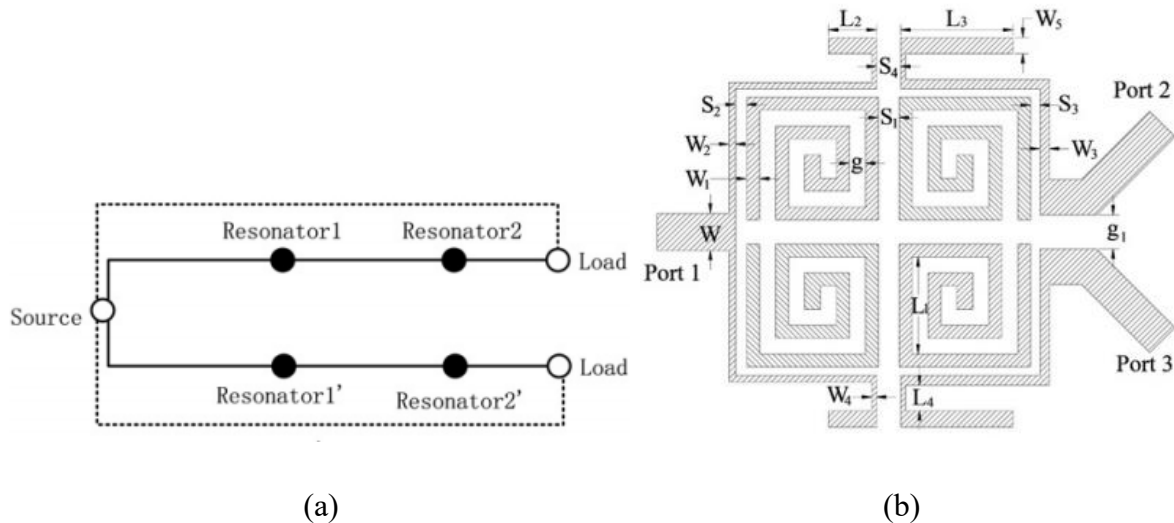 Resonator1
Resonator2
Load
Source
Resonator1'
Resonator2'
Load
(a)
L2
L3
W5
S4
Port 2
S2
S1
S3
W2
g
W3
W1
W
g1
Port 1
L1
Port 3
W4
L4
(b)